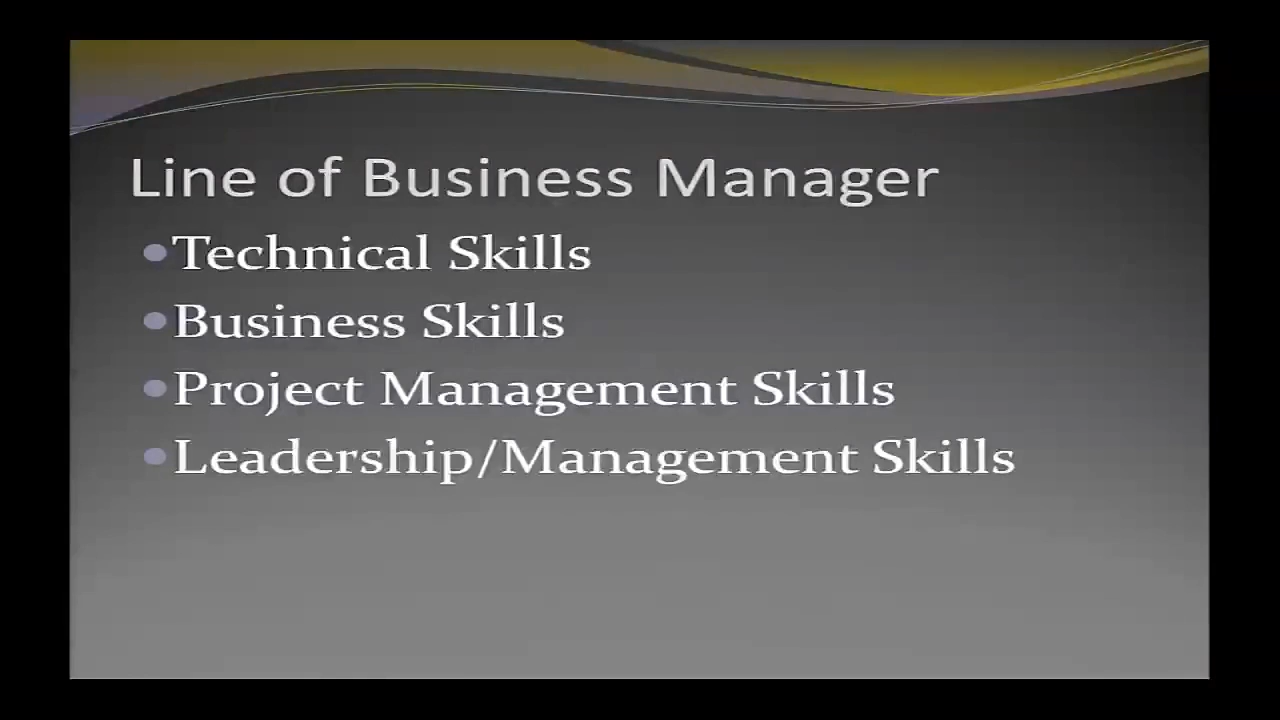 Line of Business Manager
•Technical Skills
•Business Skills
•Project Management Skills
•Leadership/Management Skills